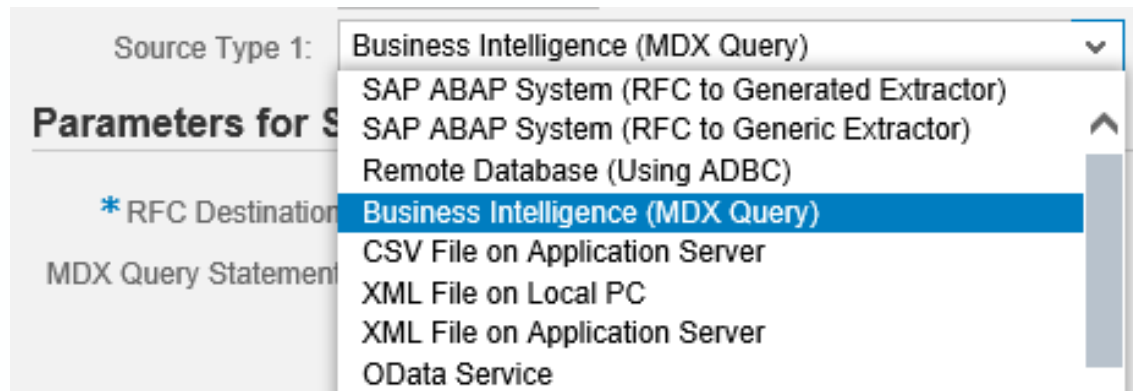 Source Type 1: Business Intelligence (MDX Query)
SAP ABAP System (RFC to Generated Extractor)
Parameters for S
SAP ABAP System (RFC to Generic Extractor)
Remote Database (Using ADBC)
* RFC Destination
Business Intelligence (MDX Query)
CSV File on Application Server
MDX Query Statement
XML File on Local PC
XML File on Application Server
OData Service